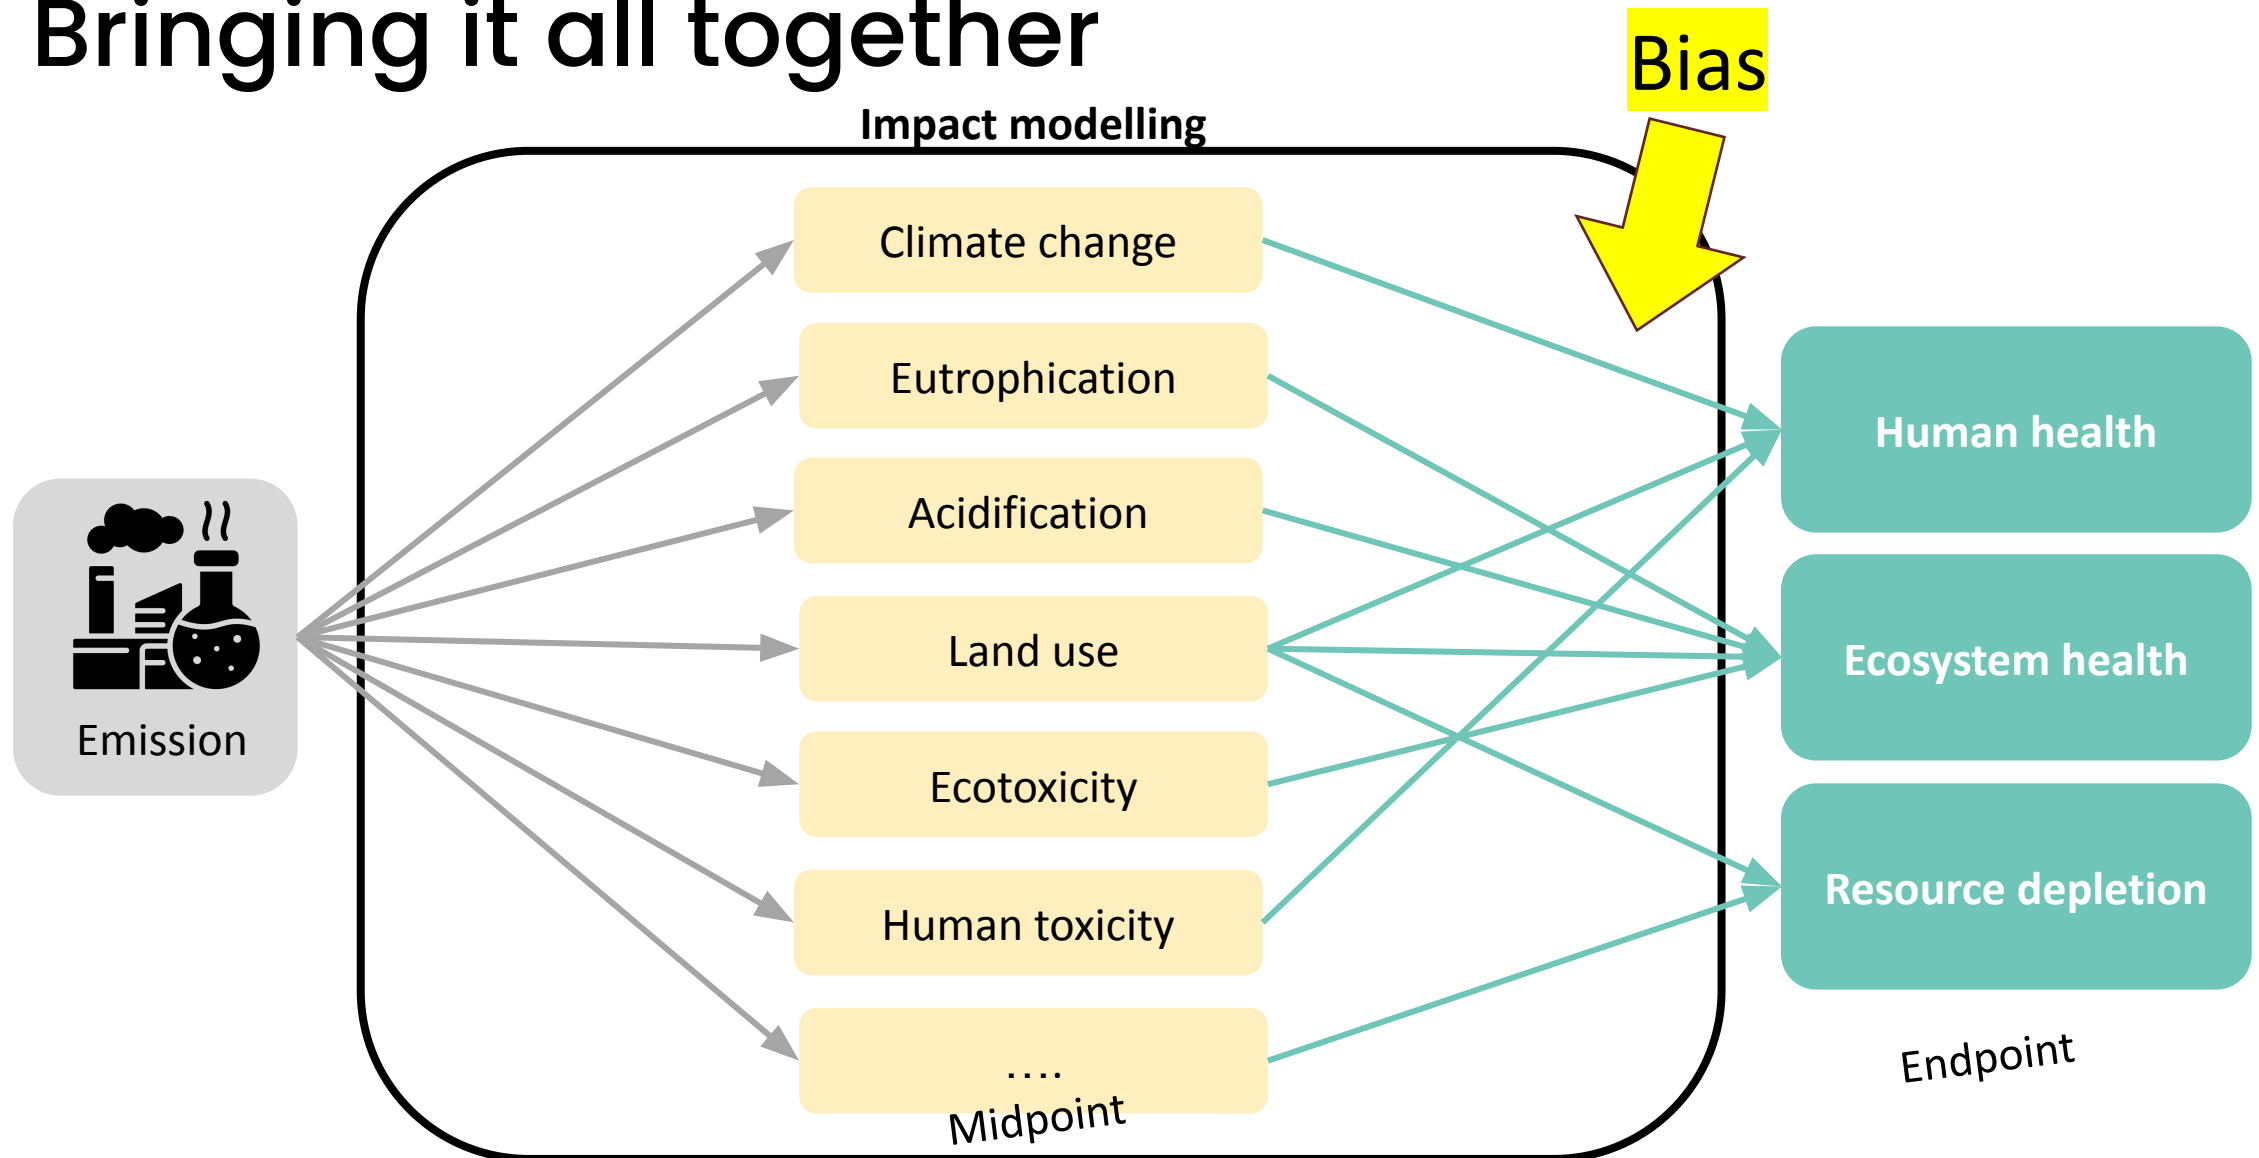 Bringing it all together
Bias
Impact modelling
Climate change
Eutrophication
Acidification
Land use
Ecotoxicity
Human toxicity
....
Midpoint
Emission
Human health
Ecosystem health
Resource depletion
Endpoint